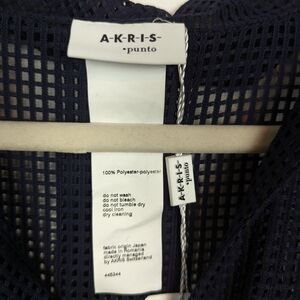 A-K-R-I-S-
•punto
100% Polyester-polyester
do not wash
do not bleach
do not tumble dry
cool iron
dry cleaning
fabric origin Japan
made in Romania
directly managed
by AKRIS Switzerland
445344
A-K-R-I-S-
•punto